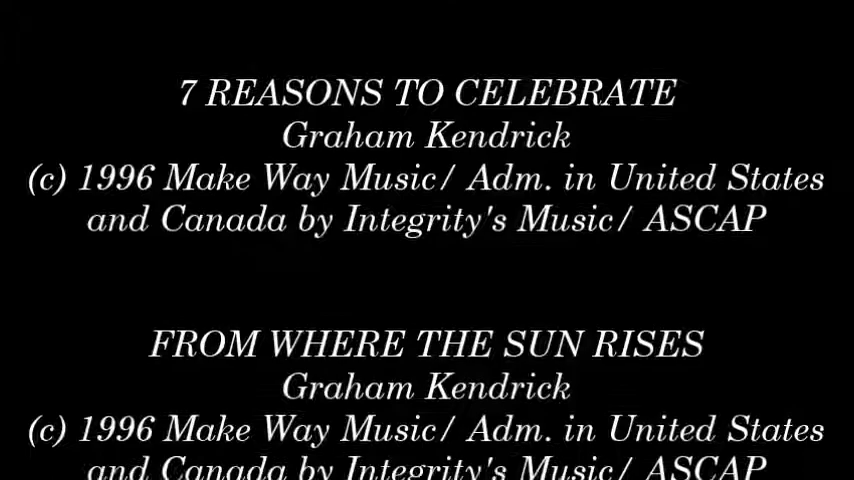 7 REASONS TO CELEBRATE
Graham Kendrick
(c) 1996 Make Way Music/ Adm. in United States
and Canada by Integrity's Music/ ASCAP
FROM WHERE THE SUN RISES
Graham Kendrick
(c) 1996 Make Way Music/ Adm. in United States
and Canada by Integrity's Music/ ASCAP